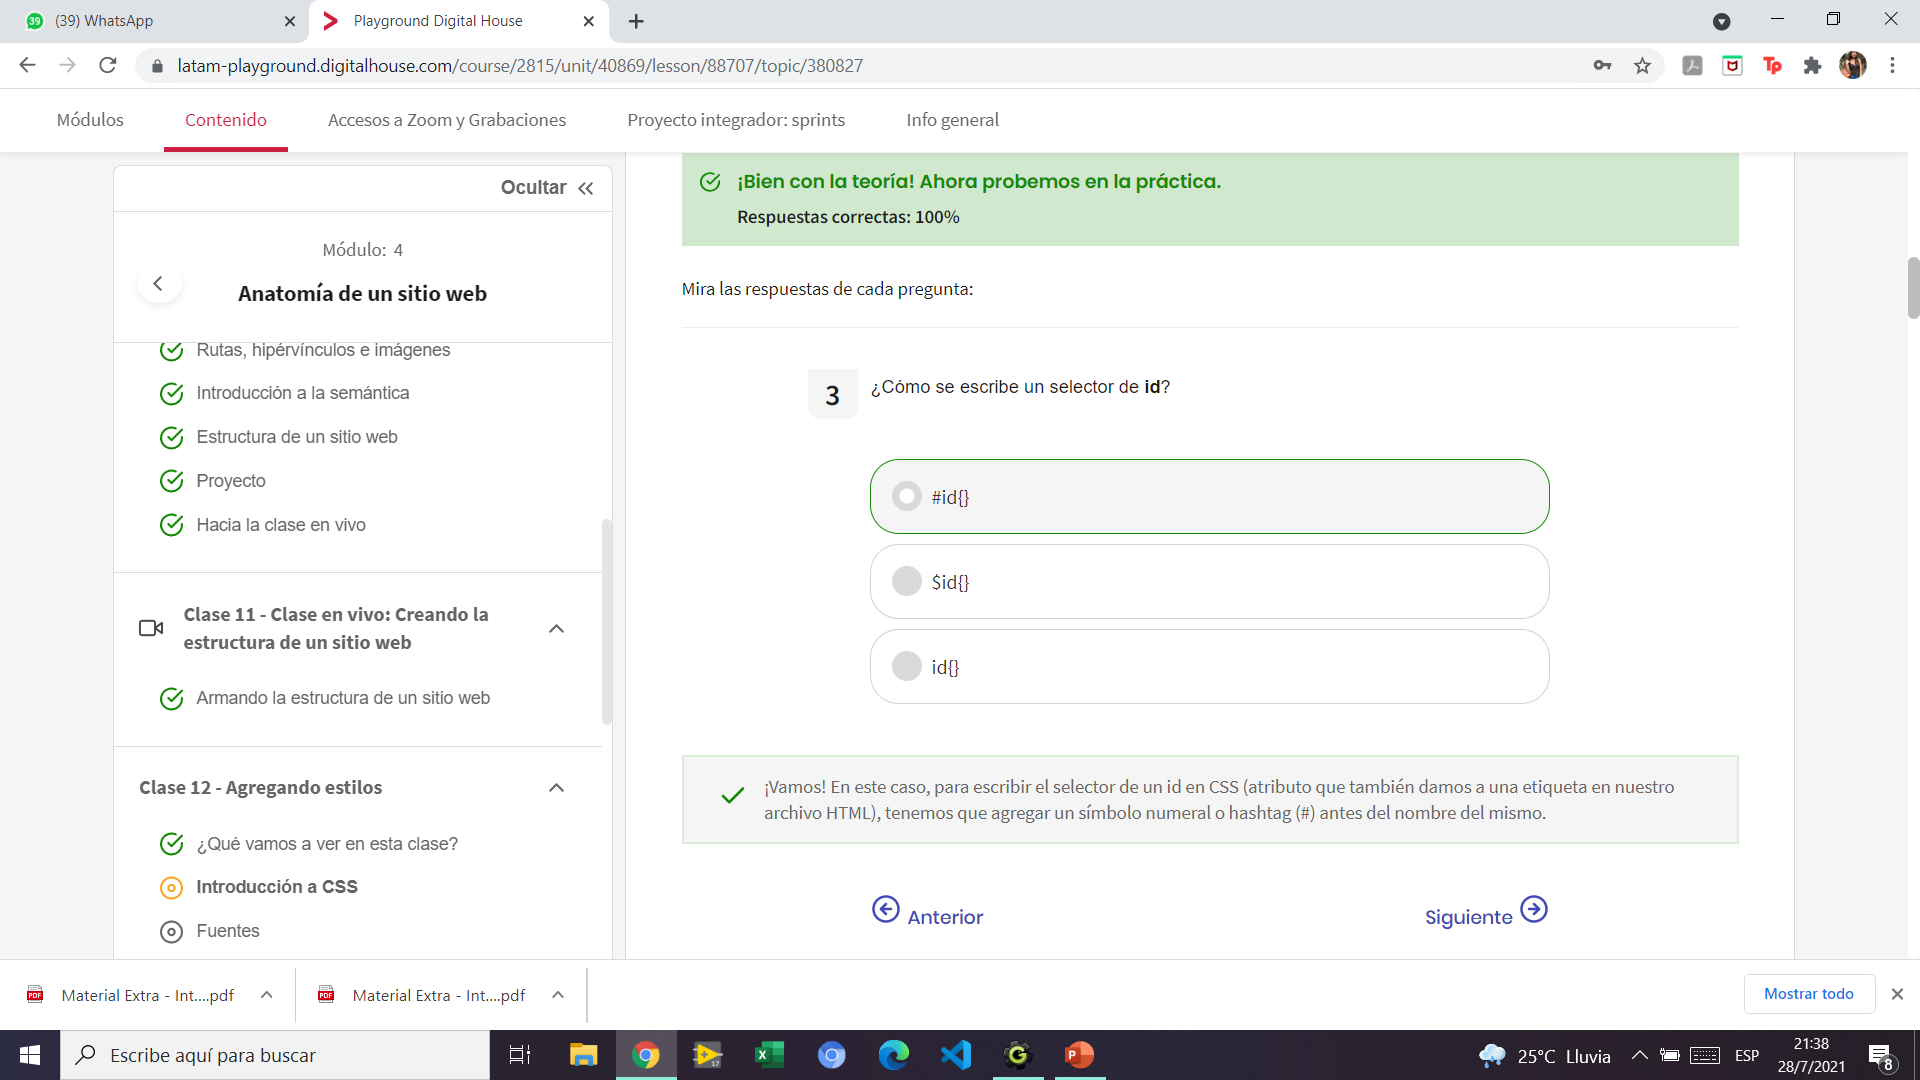 (39) WhatsApp
Playground Digital House
latam-playground.digitalhouse.com/course/2815/unit/40869/lesson/88707/topic/380827
Módulos
Contenido
Accesos a Zoom y Grabaciones
Proyecto integrador: sprints
Info general
Ocultar
Módulo: 4
Anatomía de un sitio web
Rutas, hipérvínculos e imágenes
Introducción a la semántica
Estructura de un sitio web
Proyecto
Hacia la clase en vivo
Clase 11 - Clase en vivo: Creando la
estructura de un sitio web
Armando la estructura de un sitio web
Clase 12 - Agregando estilos
¿Qué vamos a ver en esta clase?
Introducción a CSS
Fuentes
¡Bien con la teoría! Ahora probemos en la práctica.
Respuestas correctas: 100%
Mira las respuestas de cada pregunta:
3
¿Cómo se escribe un selector de id?
#id{}
$id{}
id{}
¡Vamos! En este caso, para escribir el selector de un id en CSS (atributo que también damos a una etiqueta en nuestro
archivo HTML), tenemos que agregar un símbolo numeral o hashtag (#) antes del nombre del mismo.
Anterior
Siguiente
Material Extra - Int....pdf
Material Extra - Int....pdf
Mostrar todo
Escribe aquí para buscar
25°C Lluvia
ESP
21:38
28/7/2021
8